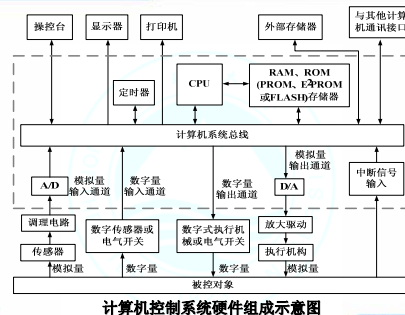 操控台
显示器
打印机
外部存储器
与其他计算
机通讯接口
定时器
CPU
RAM、ROM
(PROM、E2PROM
或FLASH)存储器
计算机系统总线
A/D
模拟量
输入通道
数字量
输入通道
数字量
输出通道
模拟量
输出通道
D/A
中断信号
输入
调理电路
传感器
数字传感器或
电气开关
数字式执行机
械或电气开关
放大驱动
执行机构
模拟量
数字量
数字量
模拟量
被控对象
计算机控制系统硬件组成示意图